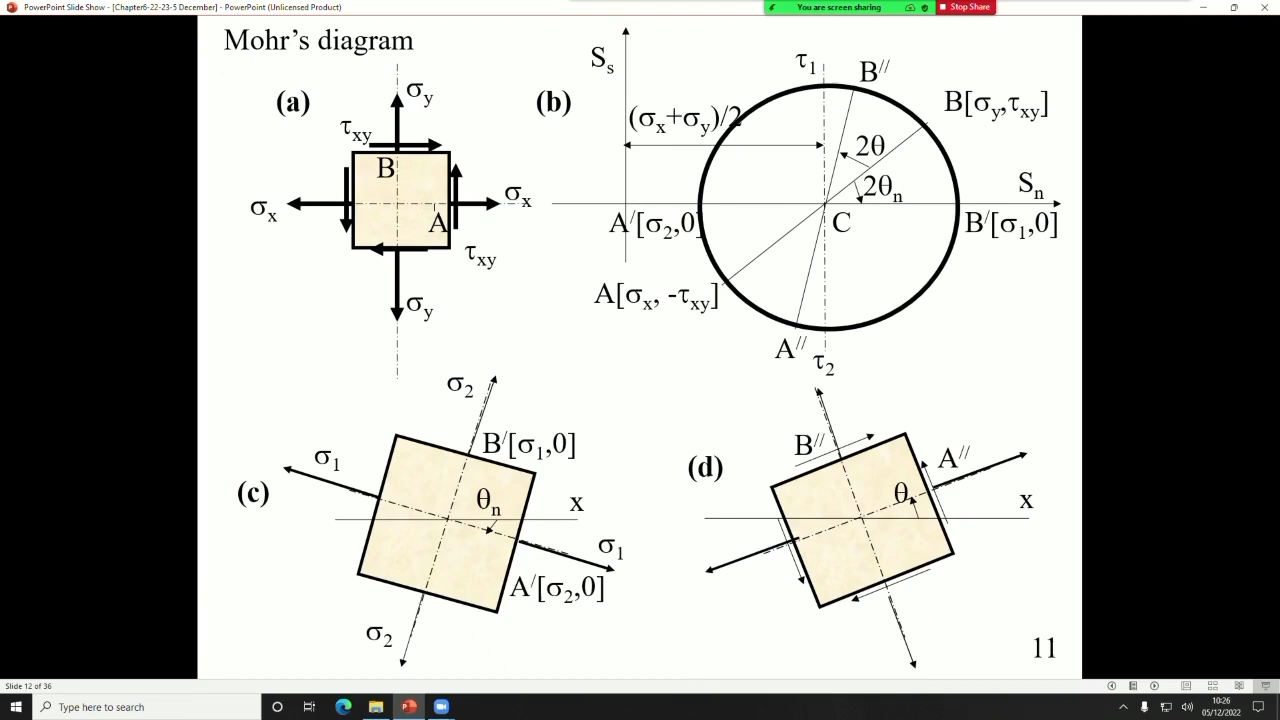 PowerPoint Slide Show - [Chapter6-22-23-5 December] - PowerPoint (Unlicensed Product)
You are screen sharing
Stop Share
Mohr's diagram
(a)
σy
τxy
B
σx
σx
A
τxy
σy
(b)
Ss
τ1
B//
(σx+σy)/2
B[σy,τxy]
2θ
2θn
Sn
A/[σ2,0]
C
B/[σ1,0]
A[σx, -τxy]
A//
τ2
(c)
σ2
B/[σ1,0]
σ1
θn
x
σ1
A/[σ2,0]
σ2
(d)
B//
A//
θ
x
11
Slide 12 of 36
Type here to search
10:26
05/12/2022